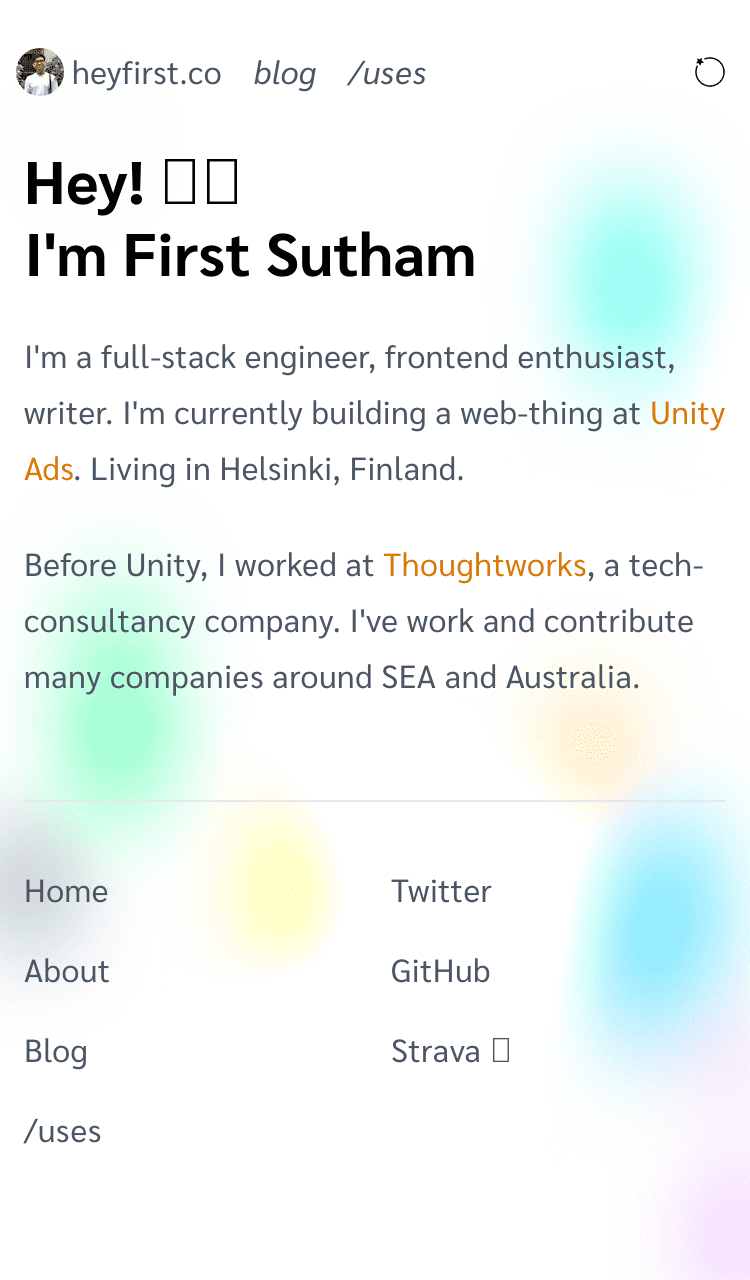 heyfirst.co blog /uses
Hey!
I'm First Sutham
I'm a full-stack engineer, frontend enthusiast,
writer. I'm currently building a web-thing at Unity
Ads. Living in Helsinki, Finland.
Before Unity, I worked at Thoughtworks, a tech-
consultancy company. I've work and contribute
many companies around SEA and Australia.
Home
About
Blog
/uses
Twitter
GitHub
Strava